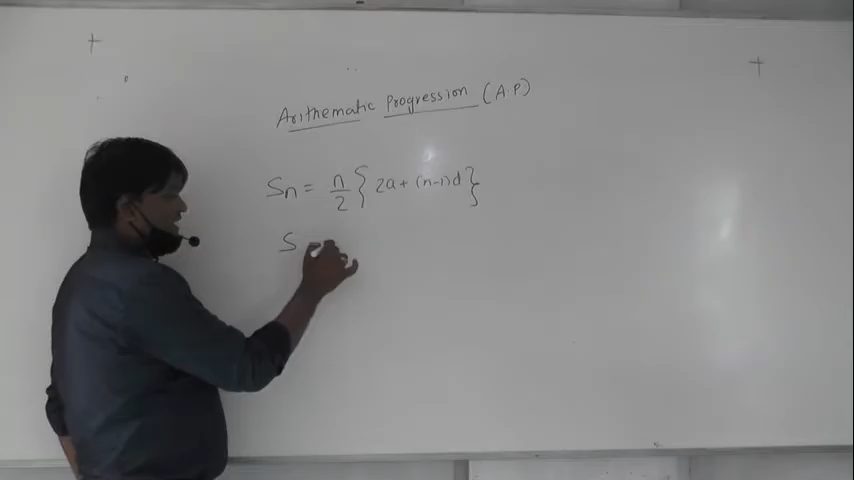 Arithematic Progression (A.P)
Sn = n/2 { 2a + (n-1)d }
S =